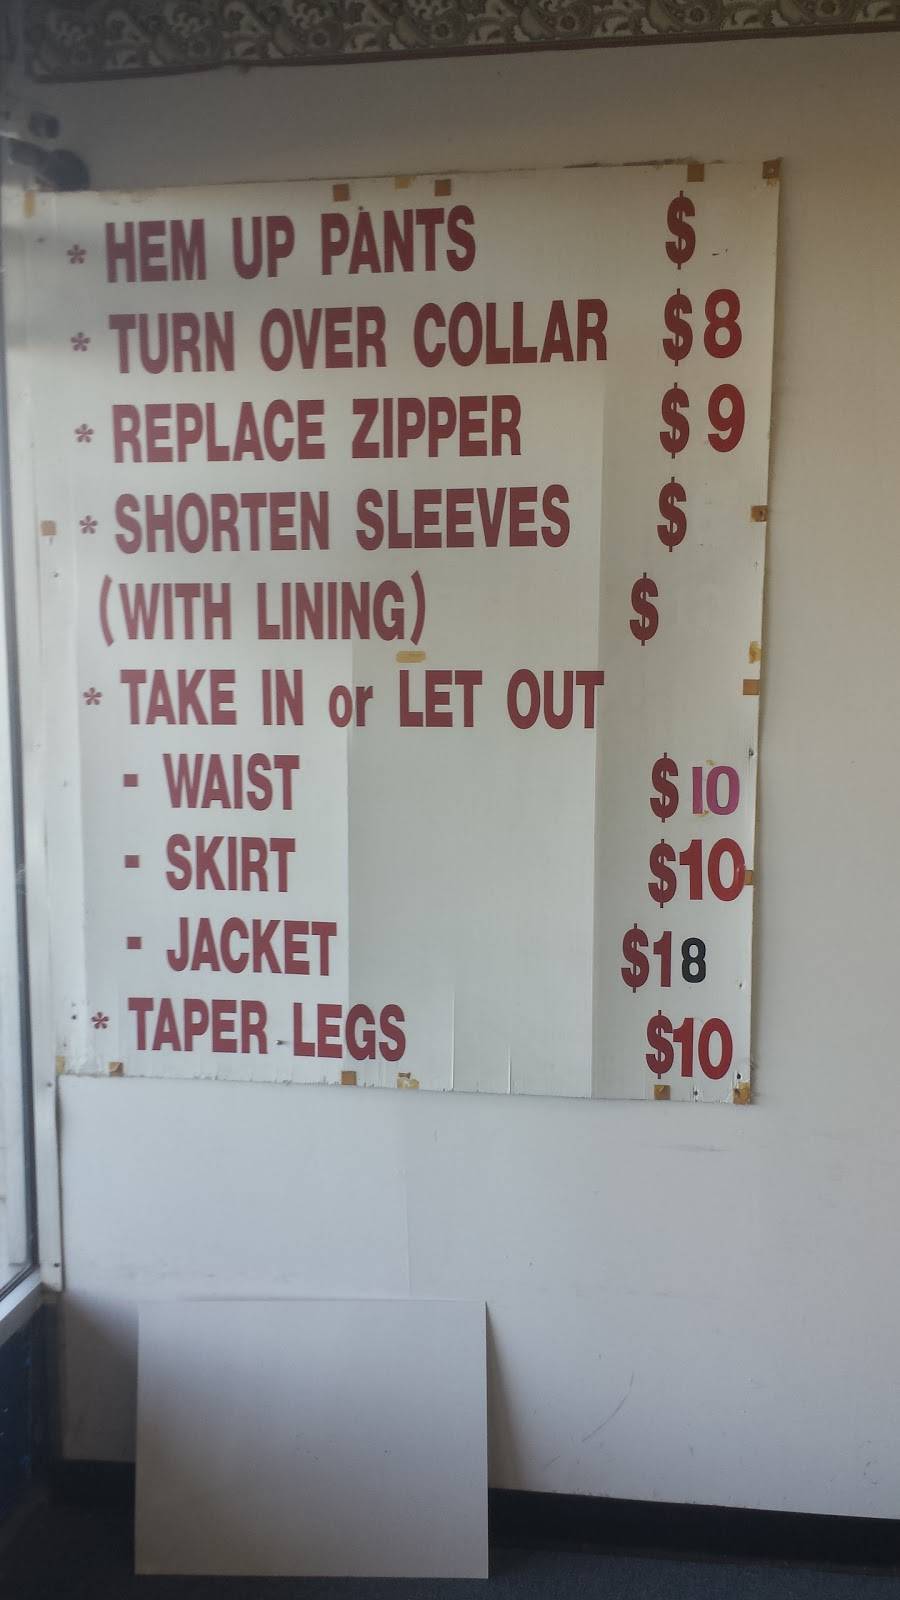 * HEM UP PANTS $
* TURN OVER COLLAR $8
* REPLACE ZIPPER $9
* SHORTEN SLEEVES $
(WITH LINING) $
* TAKE IN or LET OUT
- WAIST $10
- SKIRT $10
- JACKET $18
* TAPER LEGS $10